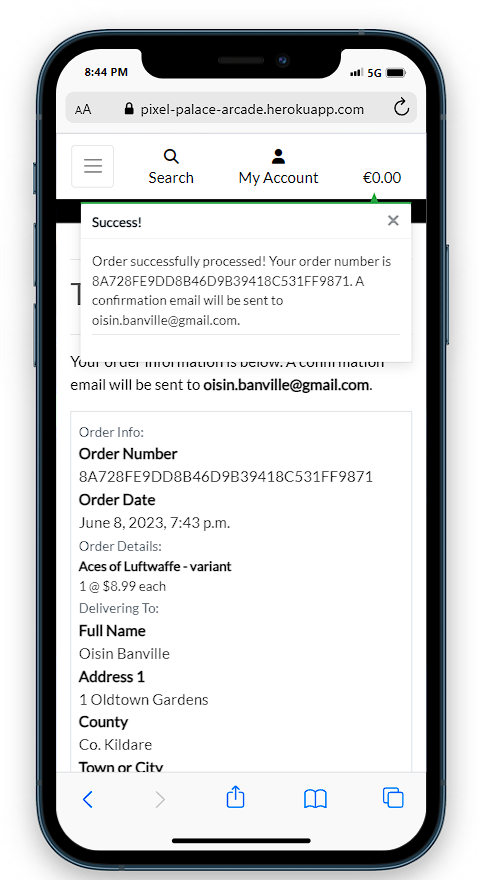 8:44 PM 5G
AA pixel-palace-arcade.herokuapp.com
Search My Account €0.00
Success! ×
Order successfully processed! Your order number is
8A728FE9DD8B46D9B39418C531FF9871. A
confirmation email will be sent to
oisin.banville@gmail.com.
T
Your order information is below. A confirmation
email will be sent to oisin.banville@gmail.com.
Order Info:
Order Number
8A728FE9DD8B46D9B39418C531FF9871
Order Date
June 8, 2023, 7:43 p.m.
Order Details:
Aces of Luftwaffe - variant
1 @ $8.99 each
Delivering To:
Full Name
Oisin Banville
Address 1
1 Oldtown Gardens
County
Co. Kildare
Town or City